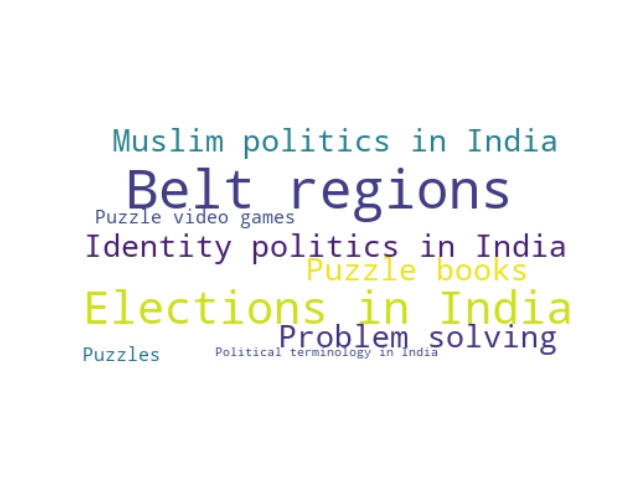 Muslim politics in India
Belt regions
Puzzle video games
Identity politics in India
Puzzle books
Elections in India
Problem solving
Puzzles
Political terminology in India